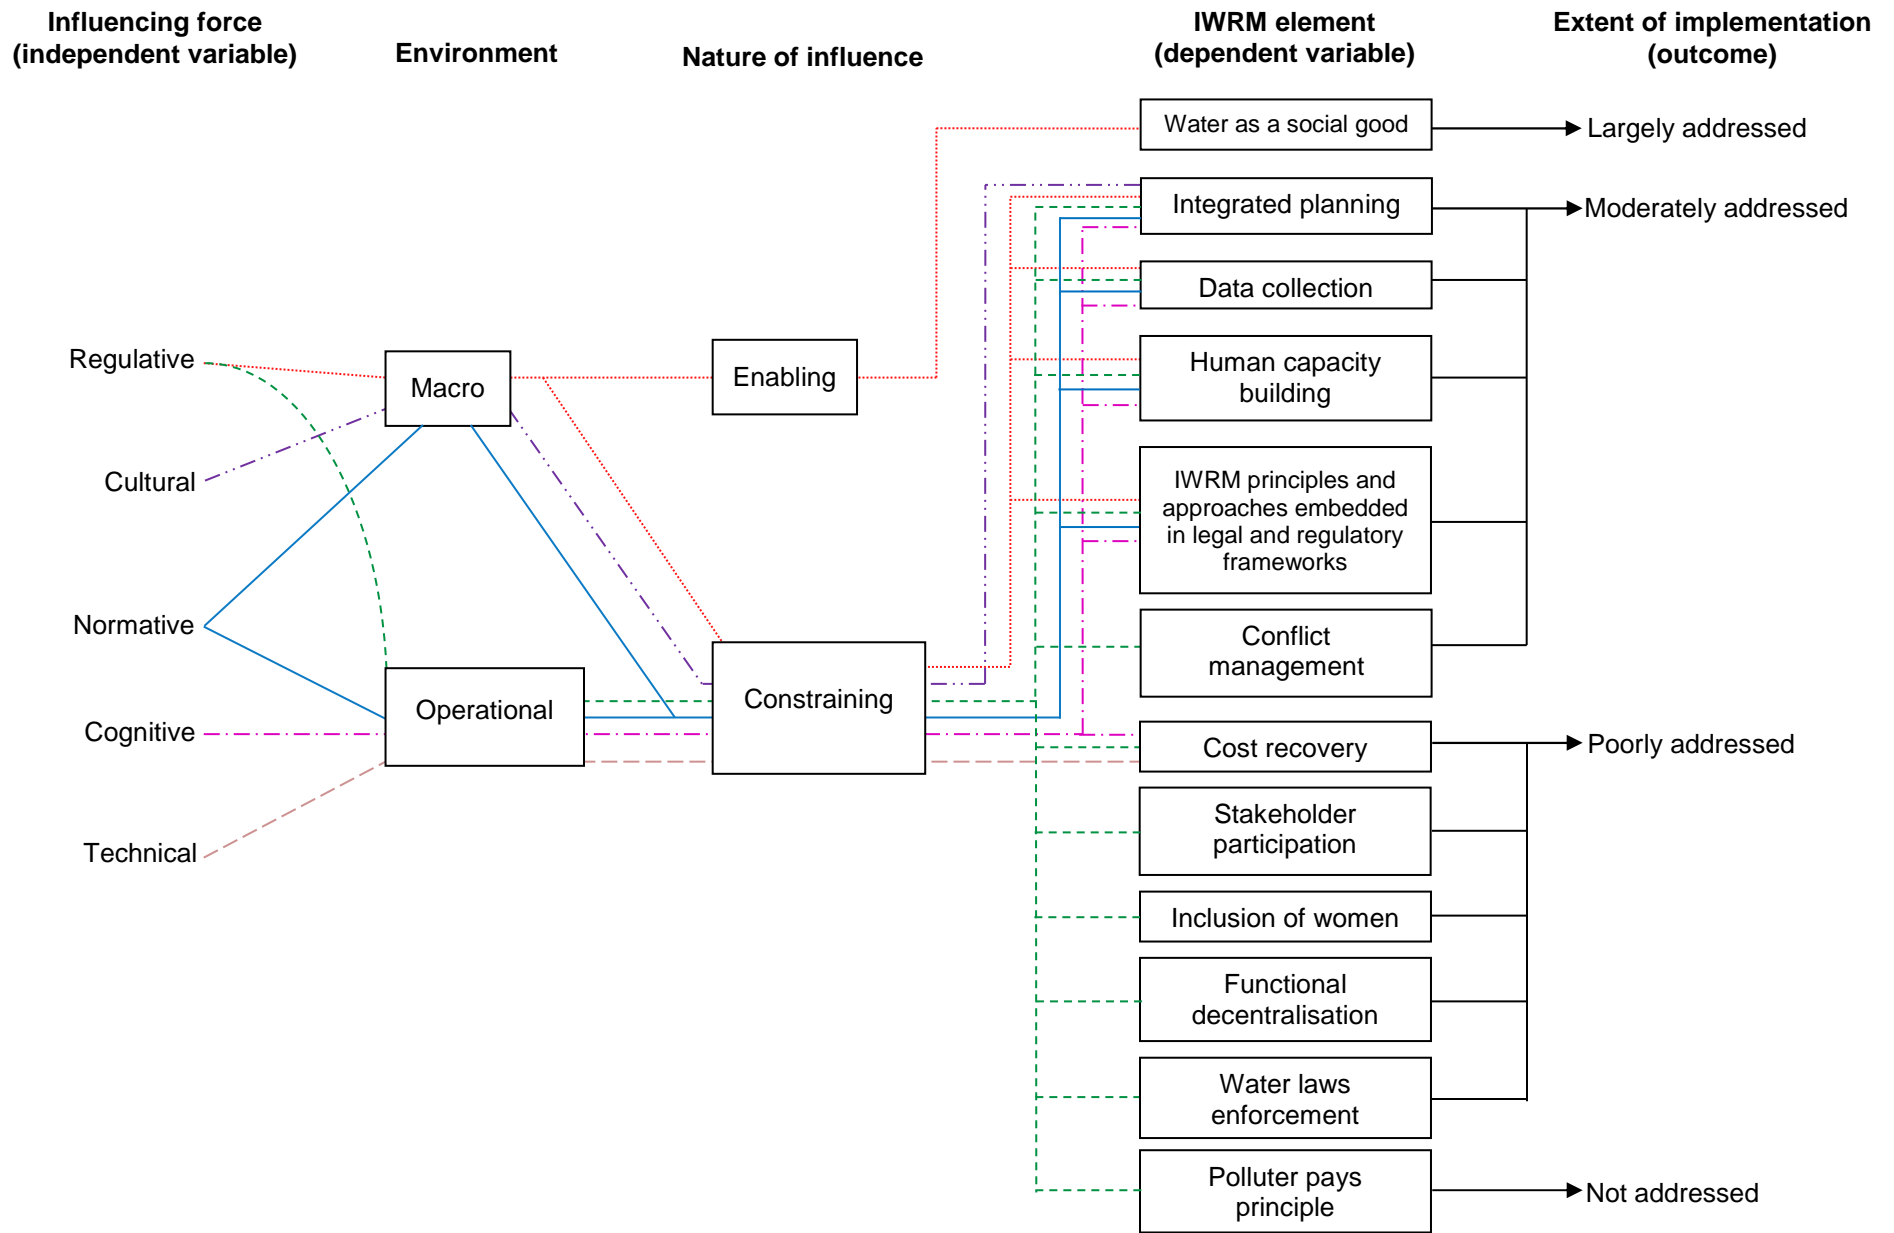 Influencing force
(independent variable)
Environment
Nature of influence
IWRM element
(dependent variable)
Extent of implementation
(outcome)
Regulative
Cultural
Normative
Cognitive
Technical
Macro
Operational
Enabling
Constraining
Water as a social good
Integrated planning
Data collection
Human capacity
building
IWRM principles and
approaches embedded
in legal and regulatory
frameworks
Conflict
management
Cost recovery
Stakeholder
participation
Inclusion of women
Functional
decentralisation
Water laws
enforcement
Polluter pays
principle
Largely addressed
Moderately addressed
Poorly addressed
Not addressed